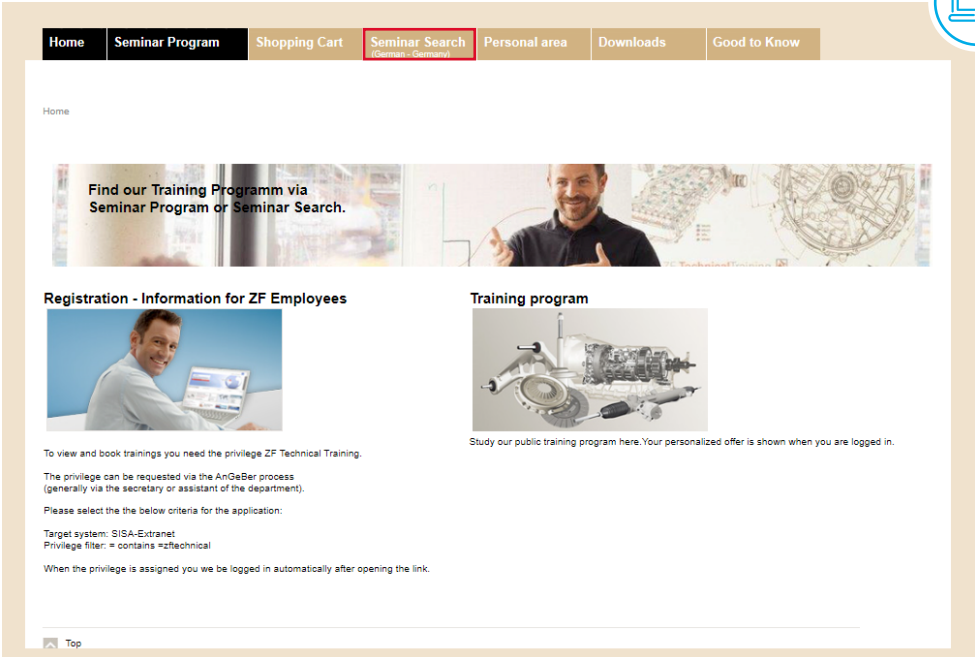 Home Seminar Program Shopping Cart Seminar Search Personal area Downloads Good to Know
(German - Germany)
Home
Find our Training Programm via
Seminar Program or Seminar Search.
ZF TechnicalTraining
Registration - Information for ZF Employees
Training program
Study our public training program here.Your personalized offer is shown when you are logged in.
To view and book trainings you need the privilege ZF Technical Training.
The privilege can be requested via the AnGeBer process
(generally via the secretary or assistant of the department).
Please select the the below criteria for the application:
Target system: SISA-Extranet
Privilege filter: = contains =zftechnical
When the privilege is assigned you we be logged in automatically after opening the link.
Top